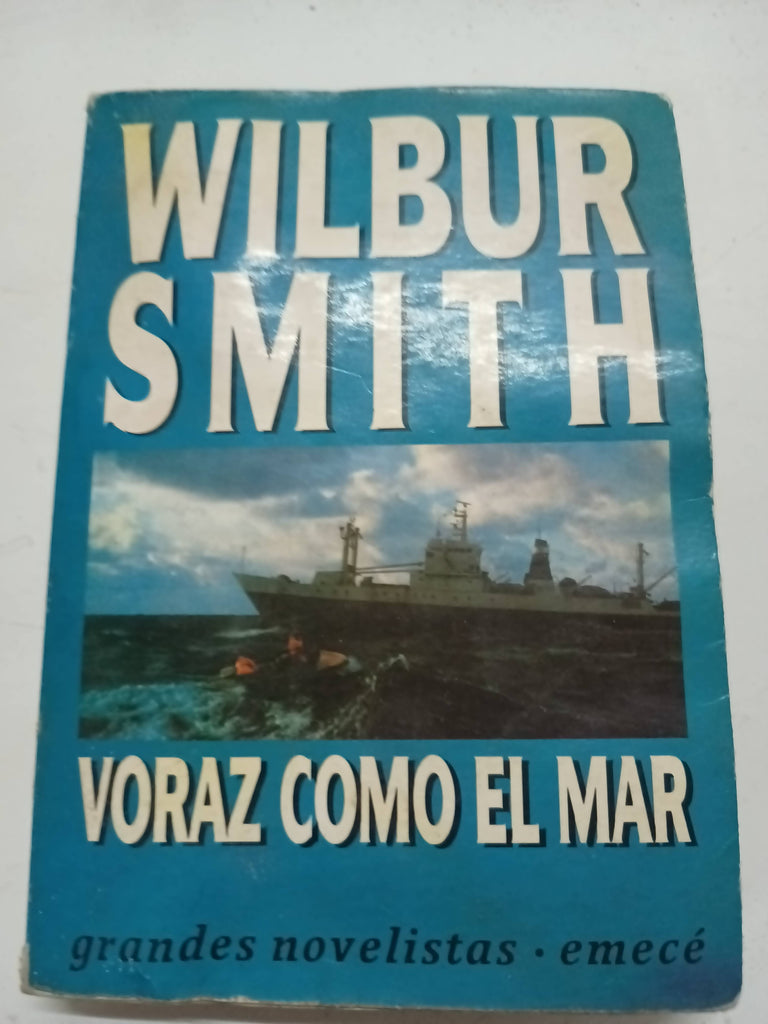 WILBUR
SMITH
VORAZ COMO EL MAR
grandes novelistas · emecé